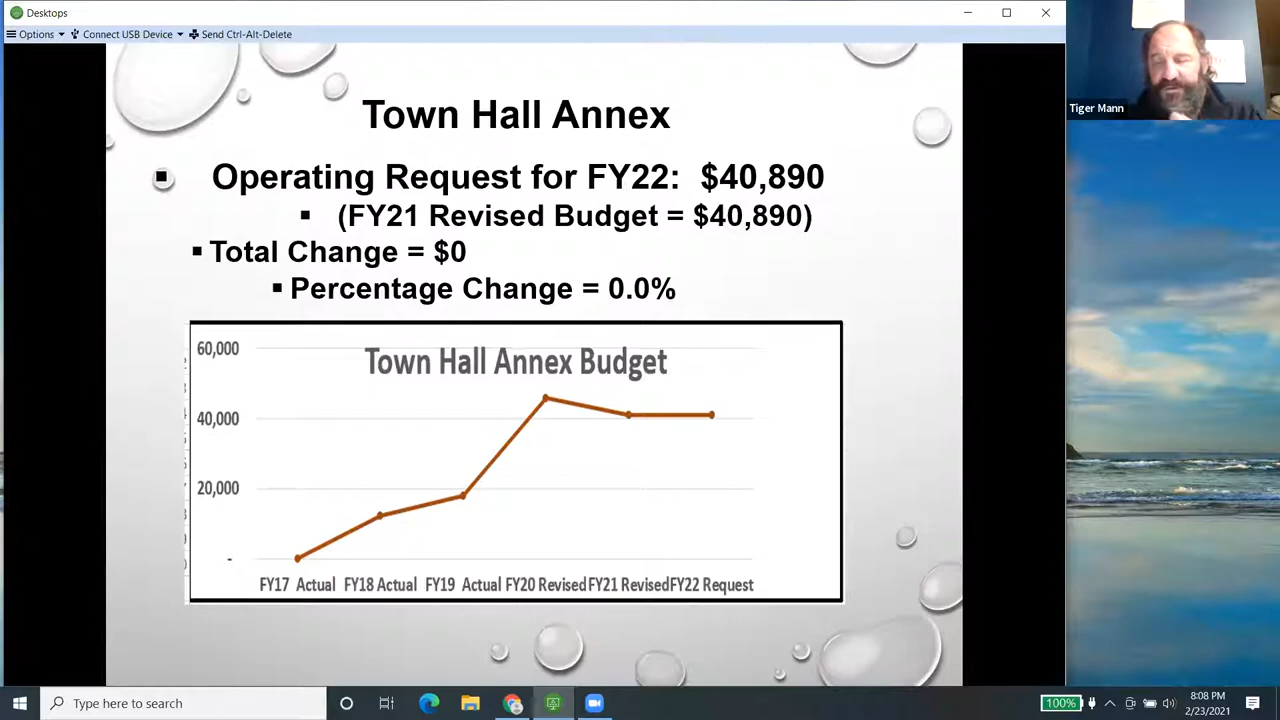 Desktops
Options Connect USB Device Send Ctrl-Alt-Delete
Tiger Mann
Town Hall Annex
Operating Request for FY22: $40,890
(FY21 Revised Budget = $40,890)
Total Change = $0
Percentage Change = 0.0%
Town Hall Annex Budget
60,000
40,000
20,000
-
FY17 Actual FY18 Actual FY19 Actual FY20 Revised FY21 Revised FY22 Request
Type here to search
100%
8:08 PM
2/23/2021